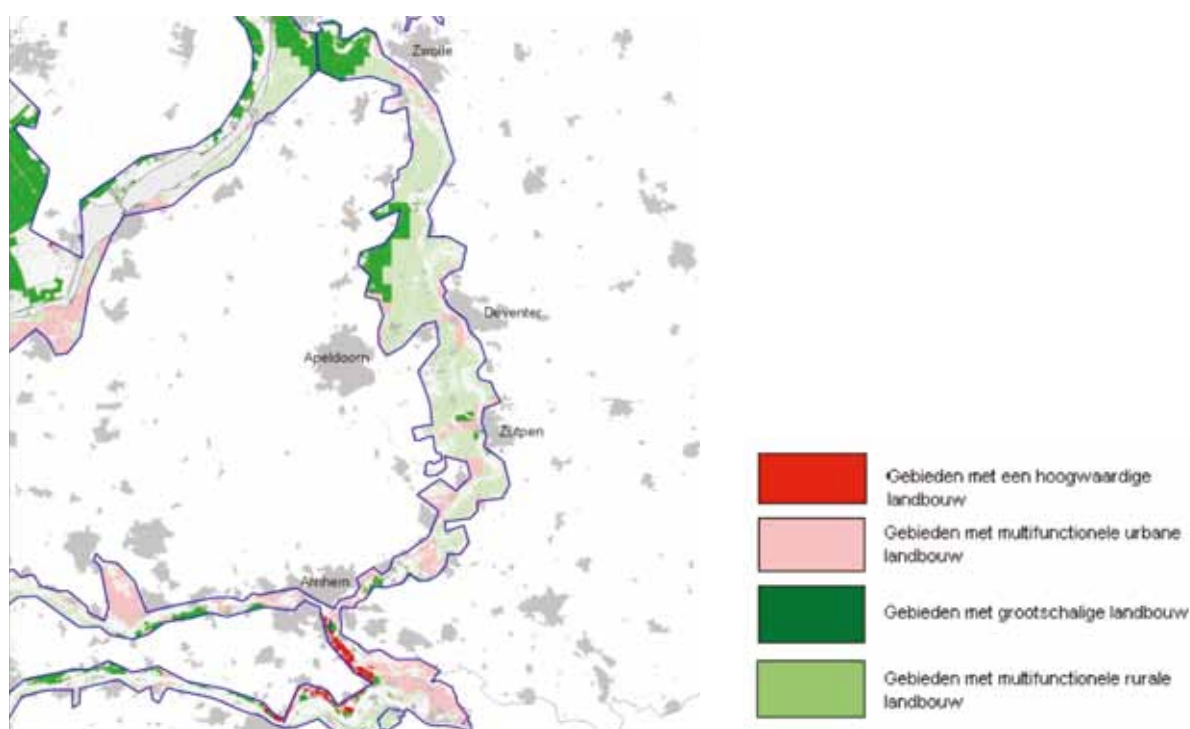 Zwolle
Deventer
Apeldoorn
Zutpen
Arnhem
Gebieden met een hoogwaardige
landbouw
Gebieden met multifunctionele urbane
landbouw
Gebieden met grootschalige landbouw
Gebieden met multifunctionele rurale
landbouw